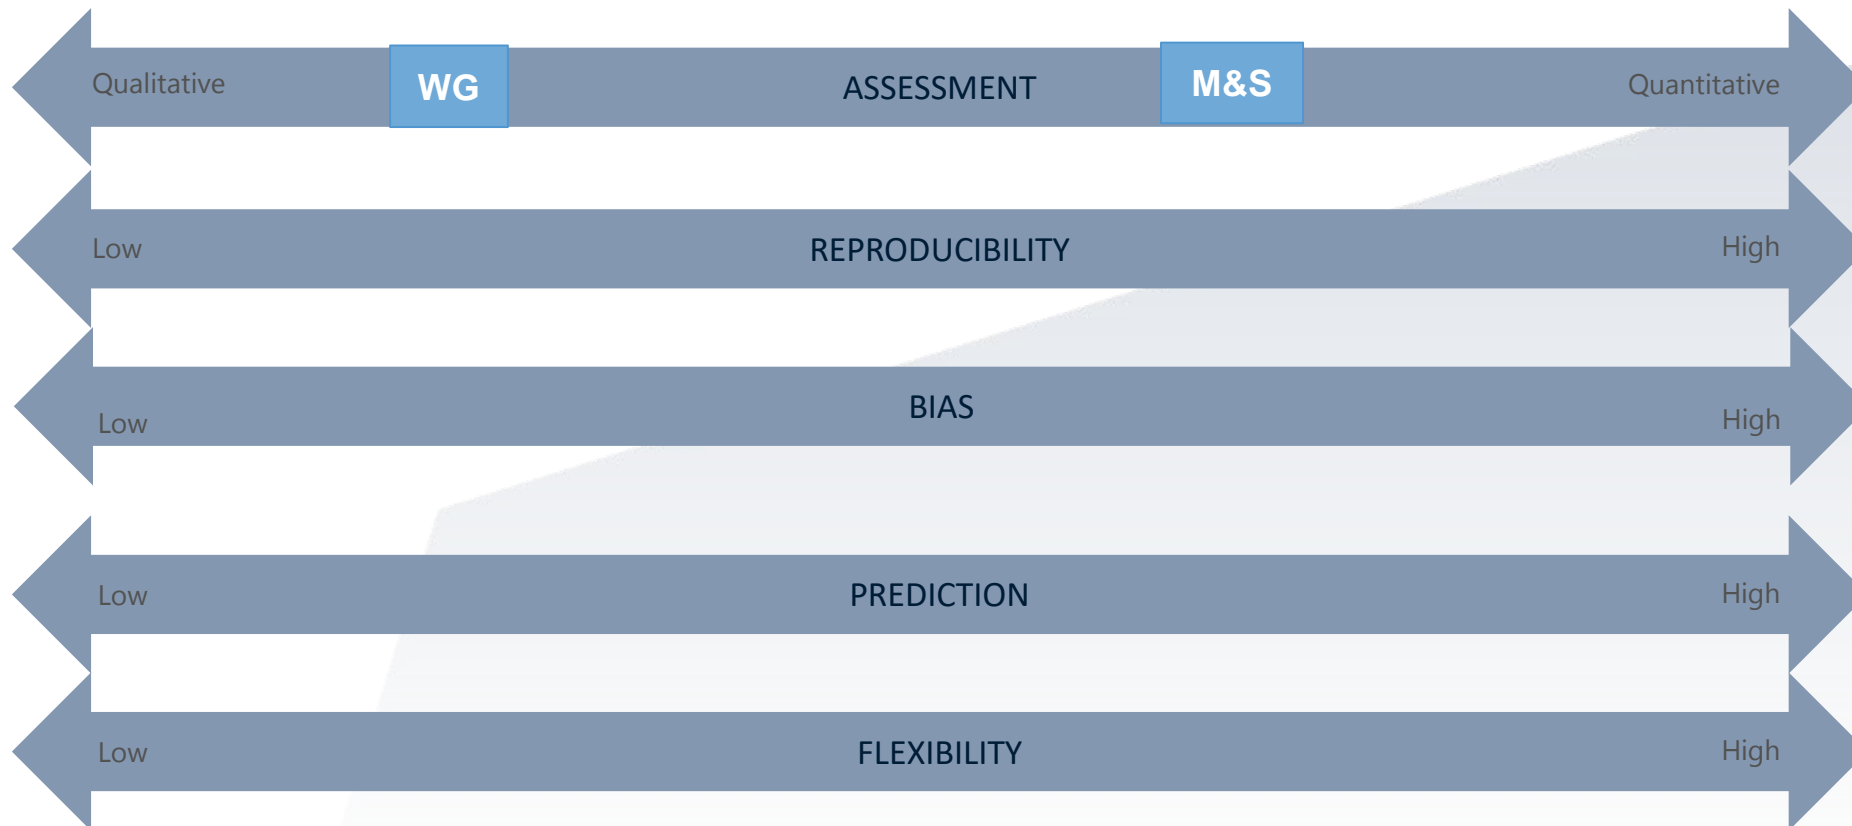 Qualitative WG ASSESSMENT M&S Quantitative
Low REPRODUCIBILITY High
Low BIAS High
Low PREDICTION High
Low FLEXIBILITY High